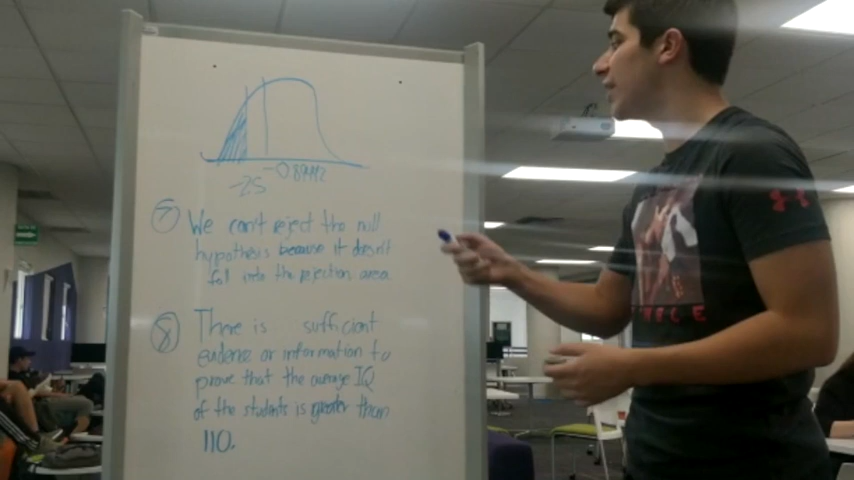 -2.5 -0.89442
7 We can't reject the null
hypothesis because it doesn't
fall into the rejection area
8 There is sufficient
evidence or information to
prove that the average IQ
of the students is greater than
110.